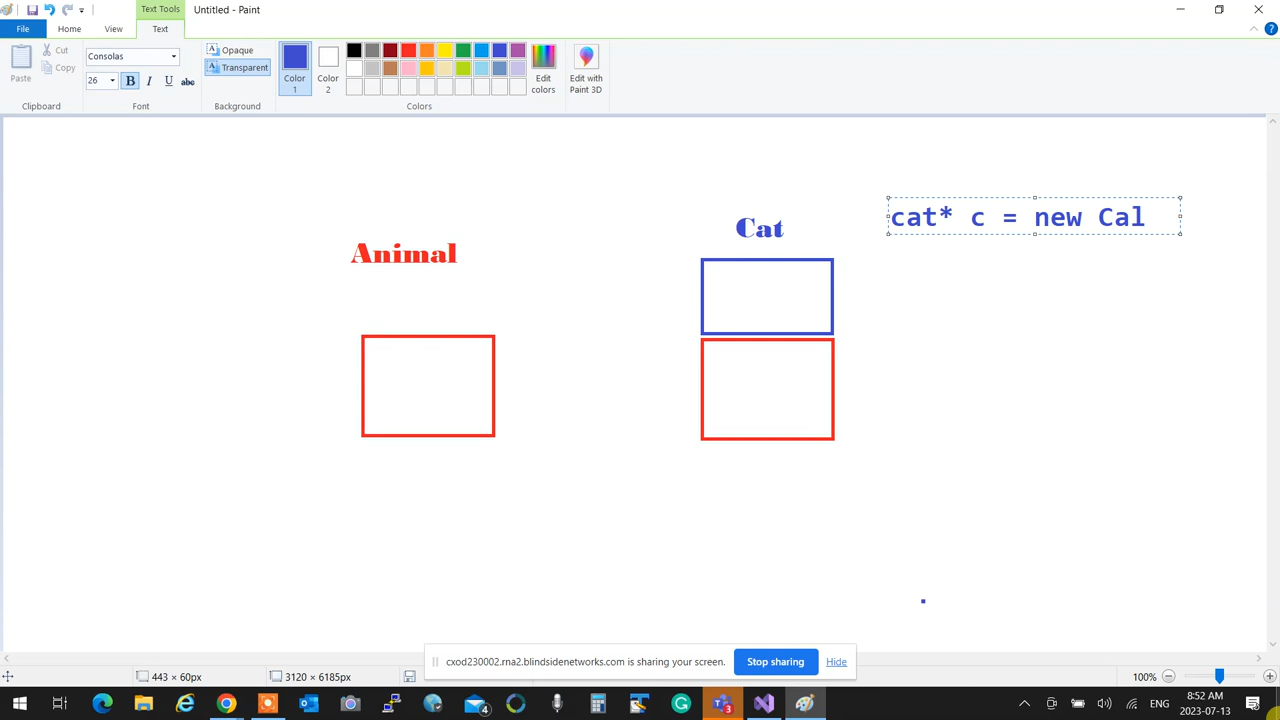 Text Tools
Untitled - Paint
File
Home
View
Text
Paste
Cut
Copy
Clipboard
Consolas
26
B
I
U
abc
Font
Opaque
Transparent
Background
Color 1
Color 2
Edit colors
Edit with Paint 3D
Colors
cat* c = new Cal
Cat
Animal
cxod230002.rna2.blindsidenetworks.com is sharing your screen.
Stop sharing
Hide
443 × 60px
3120 × 6185px
100%
4
3
ENG
8:52 AM
2023-07-13